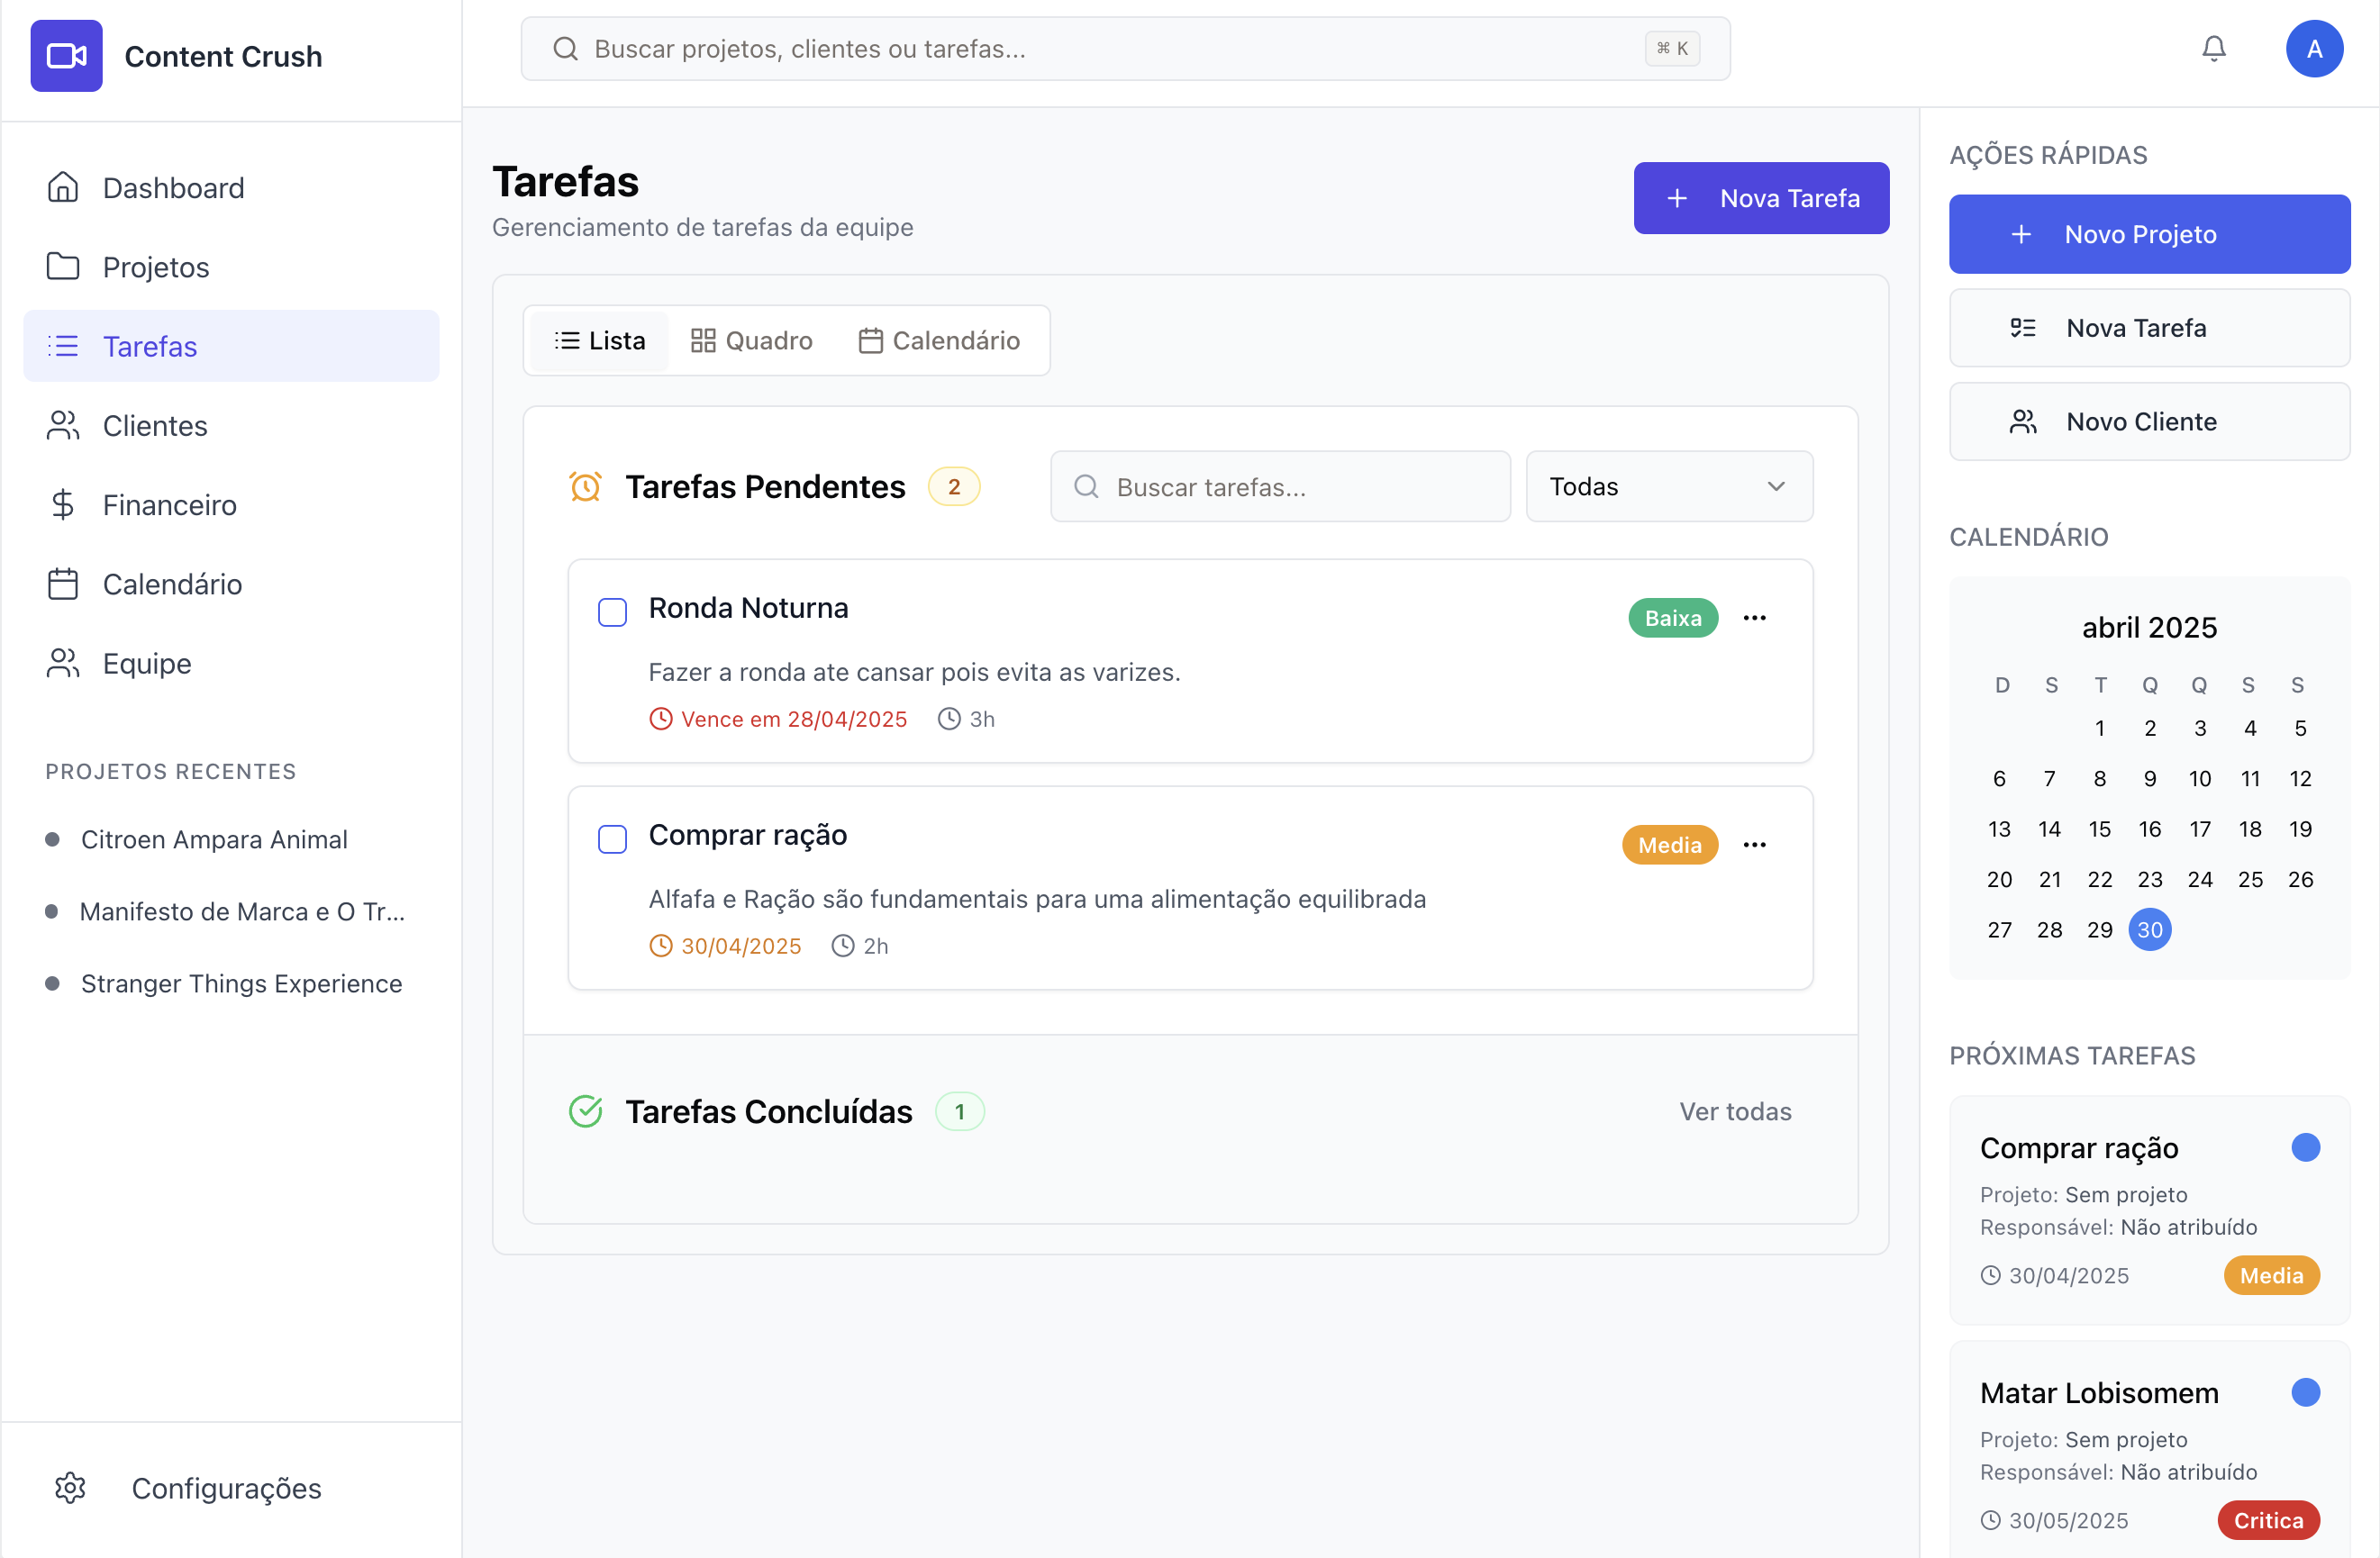 Content Crush
Buscar projetos, clientes ou tarefas...
⌘ K
A
Dashboard
Projetos
Tarefas
Clientes
Financeiro
Calendário
Equipe
PROJETOS RECENTES
Citroen Ampara Animal
Manifesto de Marca e O Tr...
Stranger Things Experience
Configurações
Tarefas
Gerenciamento de tarefas da equipe
Nova Tarefa
Lista Quadro Calendário
Tarefas Pendentes 2
Buscar tarefas...
Todas
Ronda Noturna
Baixa
Fazer a ronda ate cansar pois evita as varizes.
Vence em 28/04/2025 3h
Comprar ração
Media
Alfafa e Ração são fundamentais para uma alimentação equilibrada
30/04/2025 2h
Tarefas Concluídas 1
Ver todas
AÇÕES RÁPIDAS
Novo Projeto
Nova Tarefa
Novo Cliente
CALENDÁRIO
abril 2025
D S T Q Q S S
1 2 3 4 5
6 7 8 9 10 11 12
13 14 15 16 17 18 19
20 21 22 23 24 25 26
27 28 29 30
PRÓXIMAS TAREFAS
Comprar ração
Projeto: Sem projeto
Responsável: Não atribuído
30/04/2025 Media
Matar Lobisomem
Projeto: Sem projeto
Responsável: Não atribuído
30/05/2025 Critica